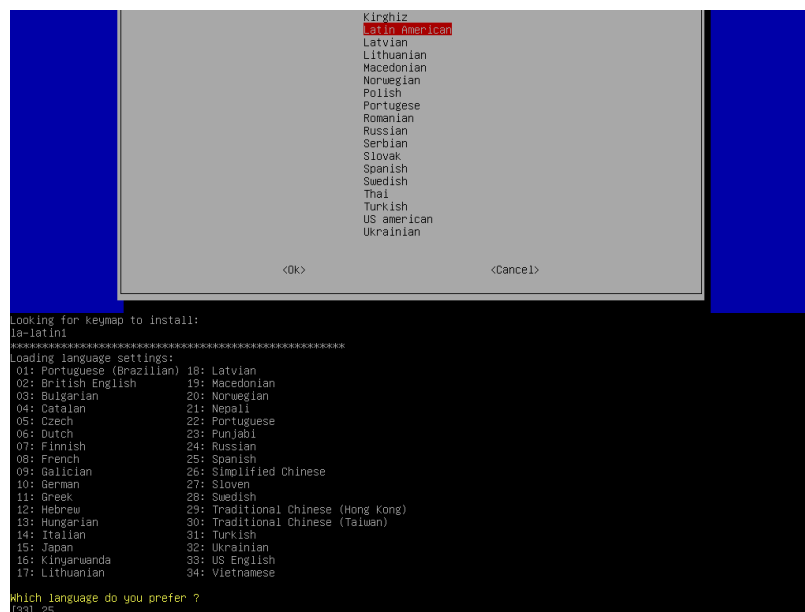 Kirghiz
Latin American
Latvian
Lithuanian
Macedonian
Norwegian
Polish
Portugese
Romanian
Russian
Serbian
Slovak
Spanish
Swedish
Thai
Turkish
US american
Ukrainian
<Ok> <Cancel>
Looking for keymap to install:
la-latin1
*****************************************************
Loading language settings:
01: Portuguese (Brazilian) 18: Latvian
02: British English 19: Macedonian
03: Bulgarian 20: Norwegian
04: Catalan 21: Nepali
05: Czech 22: Portuguese
06: Dutch 23: Punjabi
07: Finnish 24: Russian
08: French 25: Spanish
09: Galician 26: Simplified Chinese
10: German 27: Sloven
11: Greek 28: Swedish
12: Hebrew 29: Traditional Chinese (Hong Kong)
13: Hungarian 30: Traditional Chinese (Taiwan)
14: Italian 31: Turkish
15: Japan 32: Ukrainian
16: Kinyarwanda 33: US English
17: Lithuanian 34: Vietnamese
Which language do you prefer ?
[33] 25